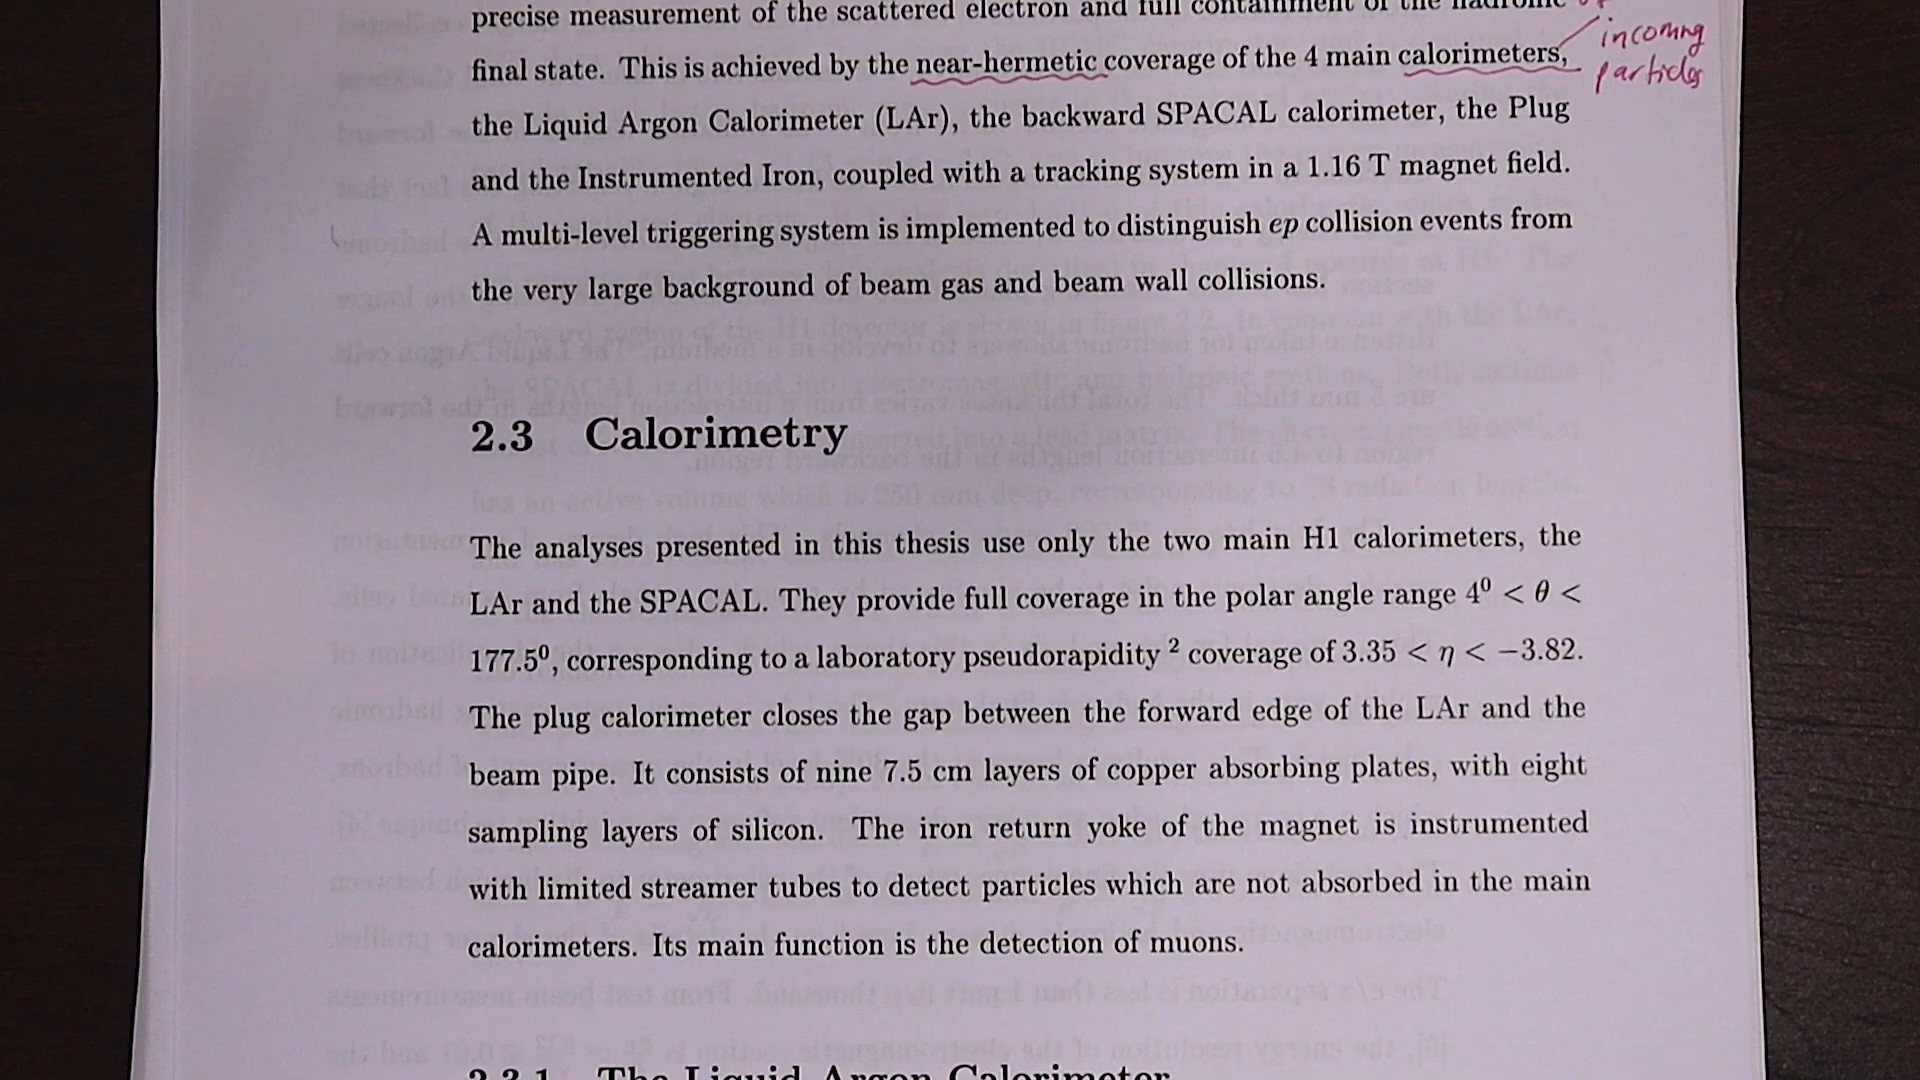 precise measurement of the scattered electron and full containment of the hadronic
incoming
final state. This is achieved by the near-hermetic coverage of the 4 main calorimeters,
particles
the Liquid Argon Calorimeter (LAr), the backward SPACAL calorimeter, the Plug
and the Instrumented Iron, coupled with a tracking system in a 1.16 T magnet field.
A multi-level triggering system is implemented to distinguish ep collision events from
the very large background of beam gas and beam wall collisions.
2.3 Calorimetry
The analyses presented in this thesis use only the two main H1 calorimeters, the
LAr and the SPACAL. They provide full coverage in the polar angle range 4⁰ < θ <
177.5⁰, corresponding to a laboratory pseudorapidity ² coverage of 3.35 < η < −3.82.
The plug calorimeter closes the gap between the forward edge of the LAr and the
beam pipe. It consists of nine 7.5 cm layers of copper absorbing plates, with eight
sampling layers of silicon. The iron return yoke of the magnet is instrumented
with limited streamer tubes to detect particles which are not absorbed in the main
calorimeters. Its main function is the detection of muons.
2.3.1 The Liquid Argon Calorimeter